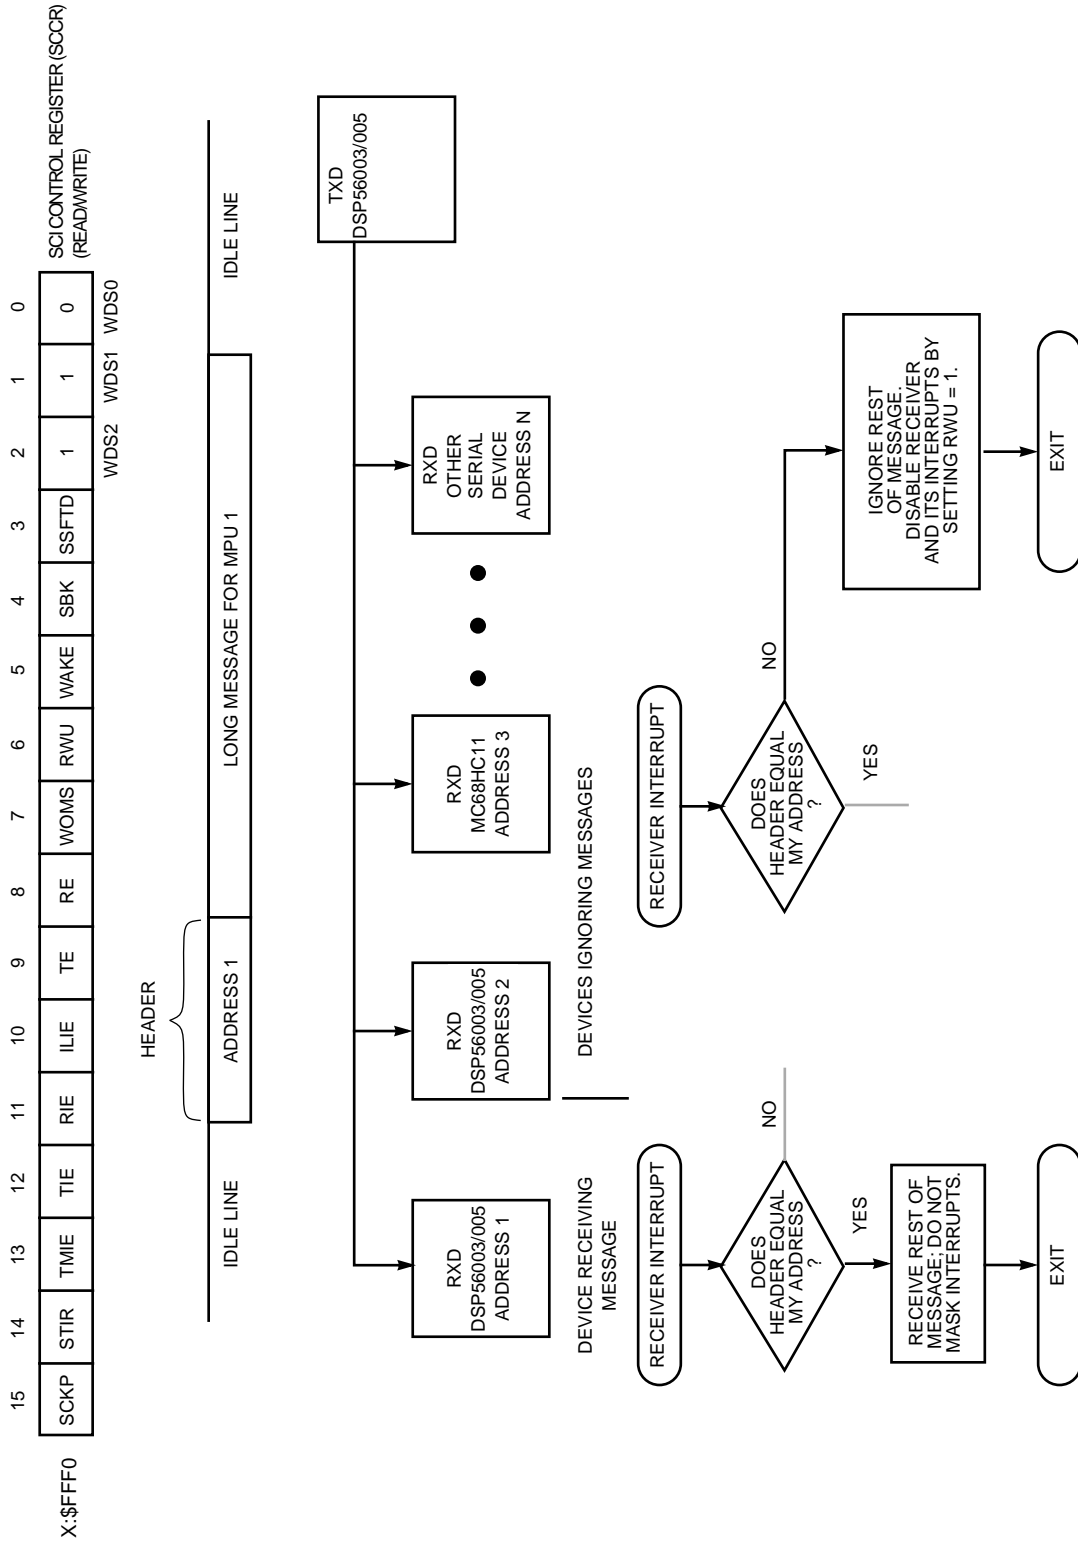 15 14 13 12 11 10 9 8 7 6 5 4 3 2 1 0
X:$FFF0 SCKP STIR TMIE TIE RIE ILIE TE RE WOMS RWU WAKE SBK SSFTD 1 1 0
SCI CONTROL REGISTER (SCCR)
(READ/WRITE)
WDS2 WDS1 WDS0
HEADER
IDLE LINE ADDRESS 1 LONG MESSAGE FOR MPU 1 IDLE LINE
TXD
DSP56003/005
RXD
DSP56003/005
ADDRESS 1
RXD
DSP56003/005
ADDRESS 2
RXD
MC68HC11
ADDRESS 3
RXD
OTHER
SERIAL
DEVICE
ADDRESS N
DEVICE RECEIVING
MESSAGE
DEVICES IGNORING MESSAGES
RECEIVER INTERRUPT
DOES
HEADER EQUAL
MY ADDRESS
?
NO
YES
RECEIVE REST OF
MESSAGE; DO NOT
MASK INTERRUPTS.
EXIT
RECEIVER INTERRUPT
DOES
HEADER EQUAL
MY ADDRESS
?
NO
YES
IGNORE REST
OF MESSAGE.
DISABLE RECEIVER
AND ITS INTERRUPTS BY
SETTING RWU = 1.
EXIT